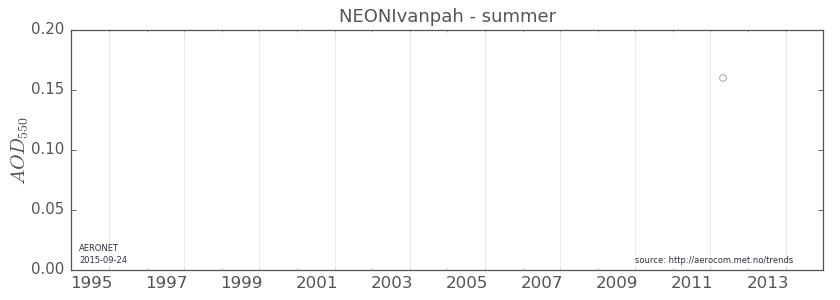 NEONIvanpah - summer
0.20
0.15
0.10
0.05
0.00
AOD550
AERONET
2015-09-24
source: http://aerocom.met.no/trends
1995 1997 1999 2001 2003 2005 2007 2009 2011 2013